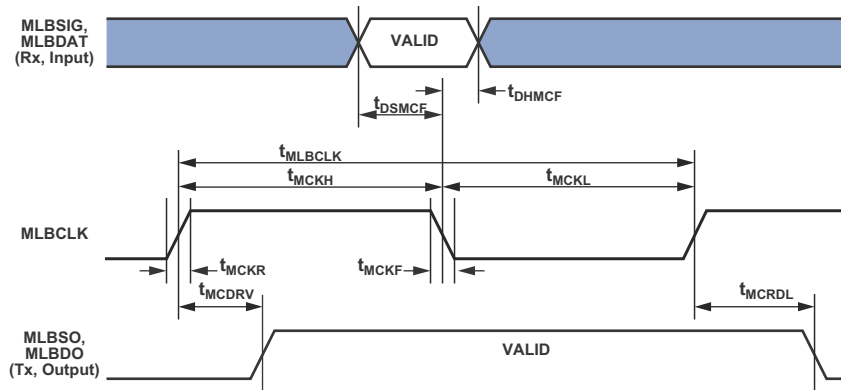 MLBSIG,
MLBDAT
(Rx, Input)
VALID
tDHMCF
tDSMCF
tMLBCLK
tMCKH
tMCKL
MLBCLK
tMCKR
tMCKF
tMCDRV
tMCRDL
MLBSO,
MLBDO
(Tx, Output)
VALID